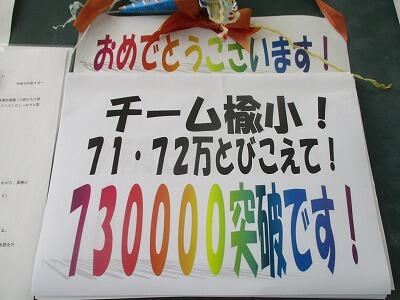 おめでとうございます！
チーム楡小！
71・72万とびこえて！
730000突破です！